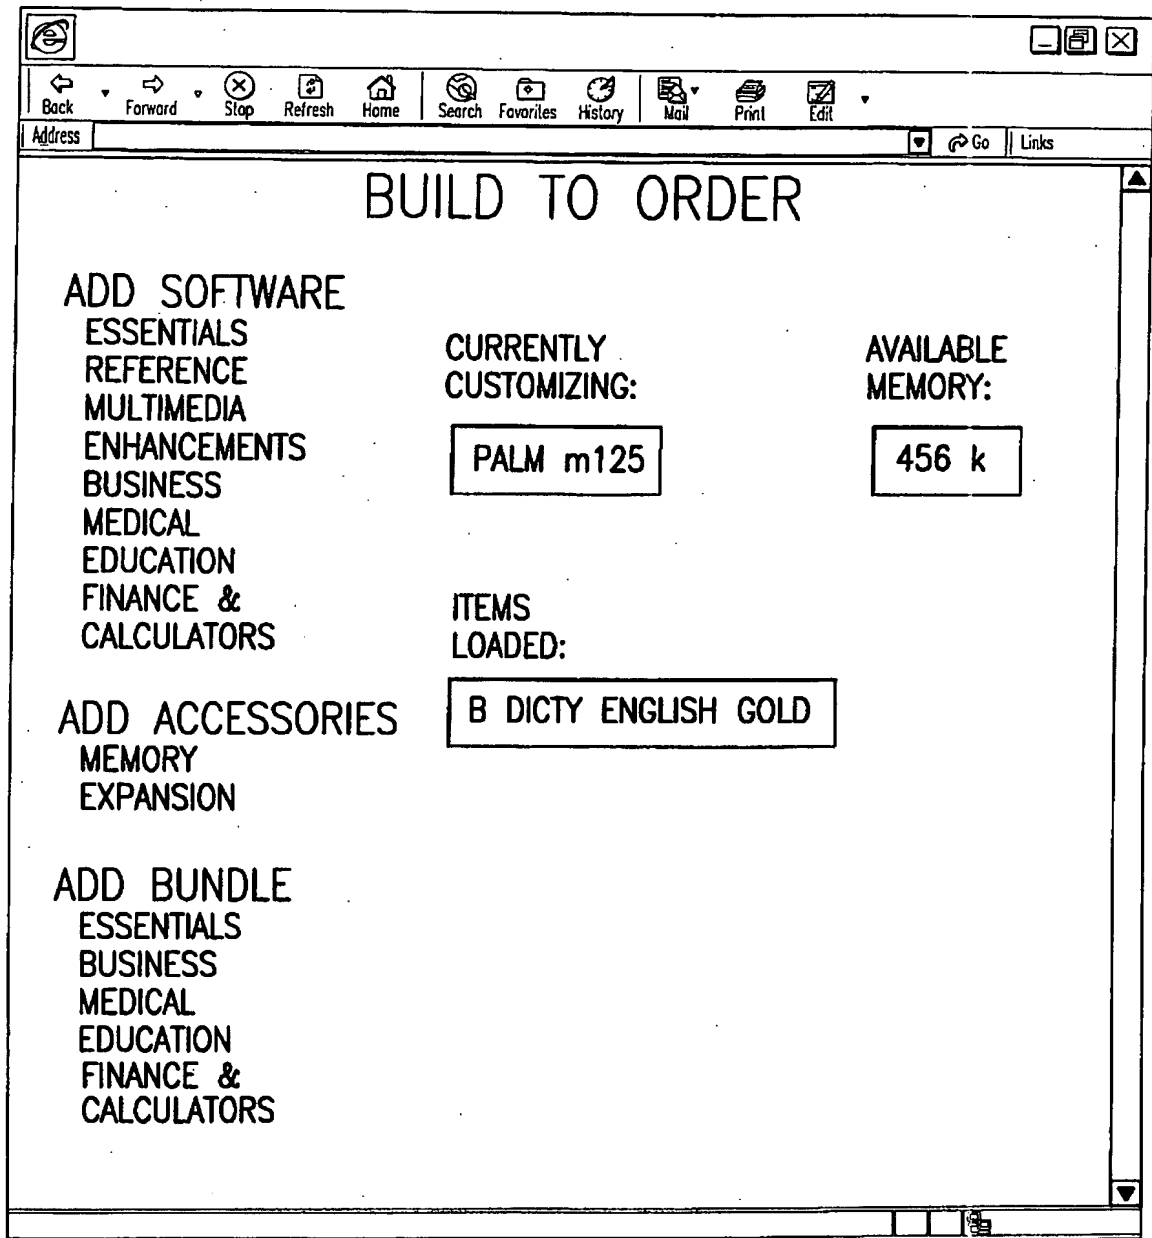 Back Forward Stop Refresh Home Search Favorites History Mail Print Edit
Address Go Links
BUILD TO ORDER
ADD SOFTWARE
ESSENTIALS
REFERENCE
MULTIMEDIA
ENHANCEMENTS
BUSINESS
MEDICAL
EDUCATION
FINANCE &
CALCULATORS
ADD ACCESSORIES
MEMORY
EXPANSION
ADD BUNDLE
ESSENTIALS
BUSINESS
MEDICAL
EDUCATION
FINANCE &
CALCULATORS
CURRENTLY
CUSTOMIZING:
PALM m125
AVAILABLE
MEMORY:
456 k
ITEMS
LOADED:
B DICTY ENGLISH GOLD